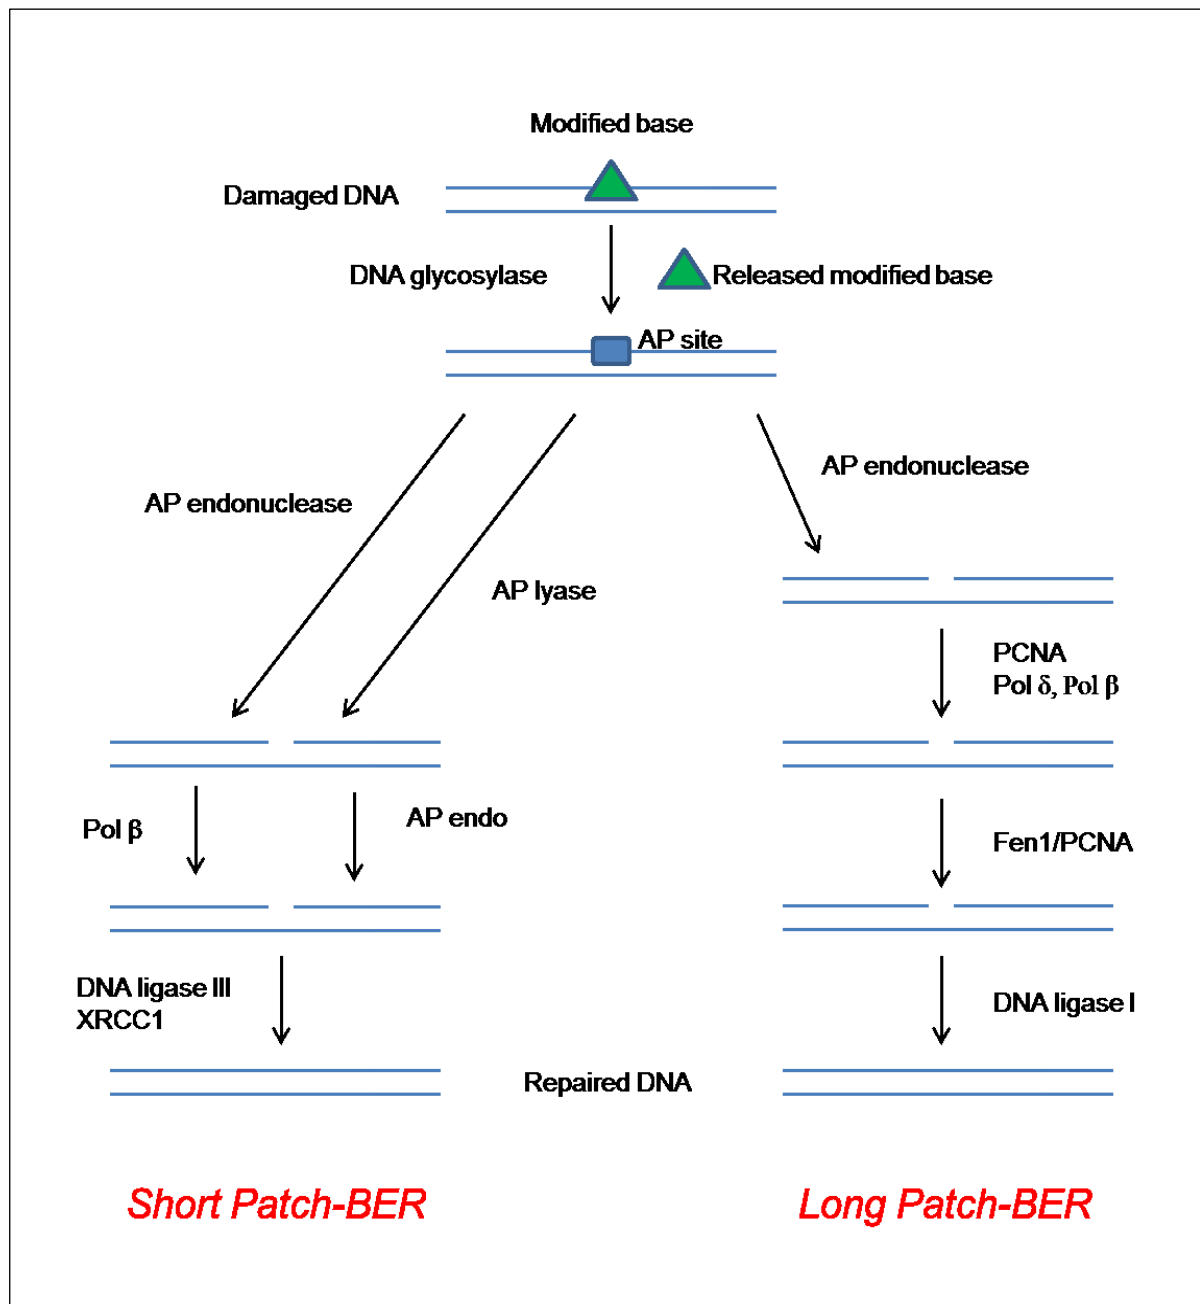 Modified base
Damaged DNA
DNA glycosylase
Released modified base
AP site
AP endonuclease
AP endonuclease
AP lyase
PCNA
Pol δ, Pol β
Pol β
AP endo
Fen1/PCNA
DNA ligase III
XRCC1
DNA ligase I
Repaired DNA
Short Patch-BER
Long Patch-BER